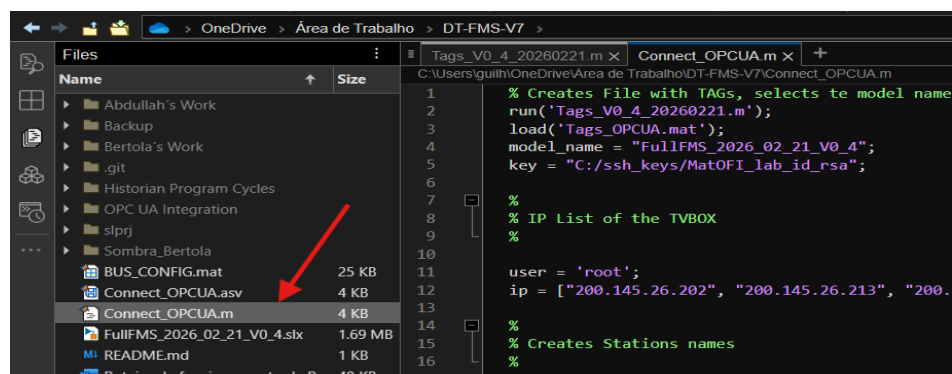 OneDrive > Área de Trabalho > DT-FMS-V7 >
Files
Tags_V0_4_20260221.m × Connect_OPCUA.m × +
Name Size
C:\Users\guilh\OneDrive\Área de Trabalho\DT-FMS-V7\Connect_OPCUA.m
Abdullah´s Work
Backup
Bertola´s Work
.git
Historian Program Cycles
OPC UA Integration
slprj
Sombra_Bertola
BUS_CONFIG.mat 25 KB
Connect_OPCUA.asv 4 KB
Connect_OPCUA.m 4 KB
FullFMS_2026_02_21_V0_4.slx 1.69 MB
README.md 1 KB
1 % Creates File with TAGs, selects te model name
2 run('Tags_V0_4_20260221.m');
3 load('Tags_OPCUA.mat');
4 model_name = "FullFMS_2026_02_21_V0_4";
5 key = "C:/ssh_keys/MatOFI_lab_id_rsa";
6
7 %
8 % IP List of the TVBOX
9 %
10
11 user = 'root';
12 ip = ["200.145.26.202", "200.145.26.213", "200.
13
14 %
15 % Creates Stations names
16 %